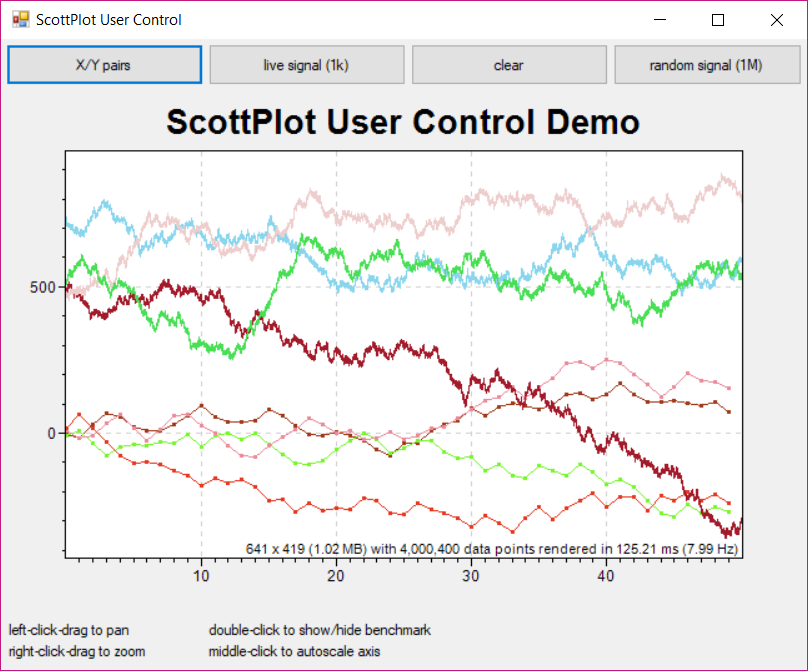 ScottPlot User Control
X/Y pairs live signal (1k) clear random signal (1M)
ScottPlot User Control Demo
500
0
641 x 419 (1.02 MB) with 4,000,400 data points rendered in 125.21 ms (7.99 Hz)
10 20 30 40
left-click-drag to pan double-click to show/hide benchmark
right-click-drag to zoom middle-click to autoscale axis